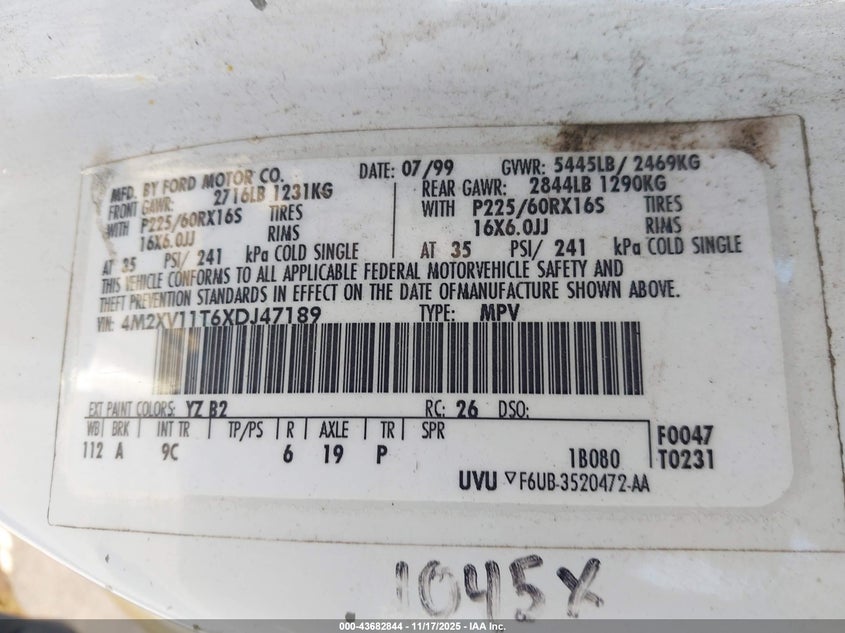 MFD. BY FORD MOTOR CO. DATE: 07/99 GVWR: 5445LB/ 2469KG
FRONT GAWR: 2716LB 1231KG REAR GAWR: 2844LB 1290KG
WITH P225/60RX16S TIRES WITH P225/60RX16S TIRES
16X6.0JJ RIMS 16X6.0JJ RIMS
AT 35 PSI/ 241 kPa COLD SINGLE AT 35 PSI/ 241 kPa COLD SINGLE
THIS VEHICLE CONFORMS TO ALL APPLICABLE FEDERAL MOTORVEHICLE SAFETY AND
THEFT PREVENTION STANDARDS IN EFFECT ON THE DATE OFMANUFACTURE SHOWN ABOVE.
VIN: 4M2XV11T6XDJ47189 TYPE: MPV
EXT PAINT COLORS: YZ B2 RC: 26 DSO:
WB BRK INT TR TP/PS R AXLE TR SPR F0047
112 A 9C 6 19 P 1B080 T0231
UVU ▽F6UB-3520472-AA
1045X
000-43682844 - 11/17/2025 - IAA Inc.